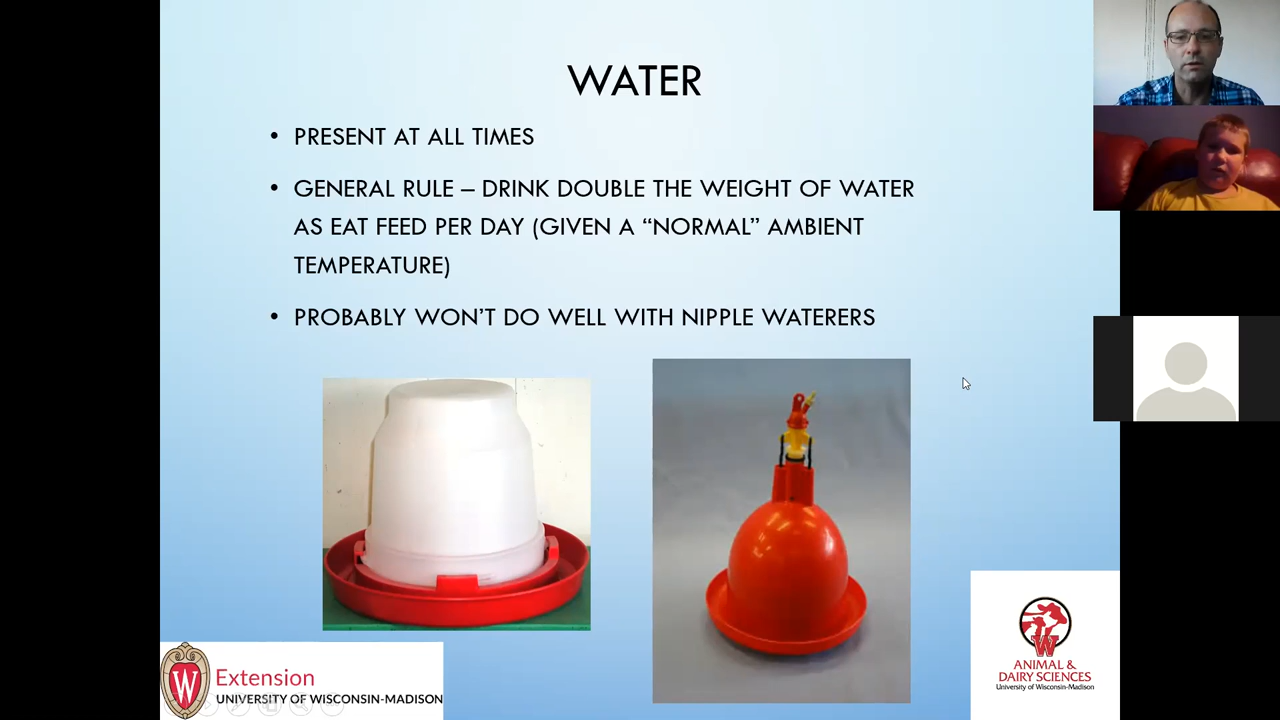 WATER
• PRESENT AT ALL TIMES
• GENERAL RULE – DRINK DOUBLE THE WEIGHT OF WATER
AS EAT FEED PER DAY (GIVEN A “NORMAL” AMBIENT
TEMPERATURE)
• PROBABLY WON’T DO WELL WITH NIPPLE WATERERS
W
Extension
UNIVERSITY OF WISCONSIN-MADISON
W
ANIMAL &
DAIRY SCIENCES
University of Wisconsin-Madison